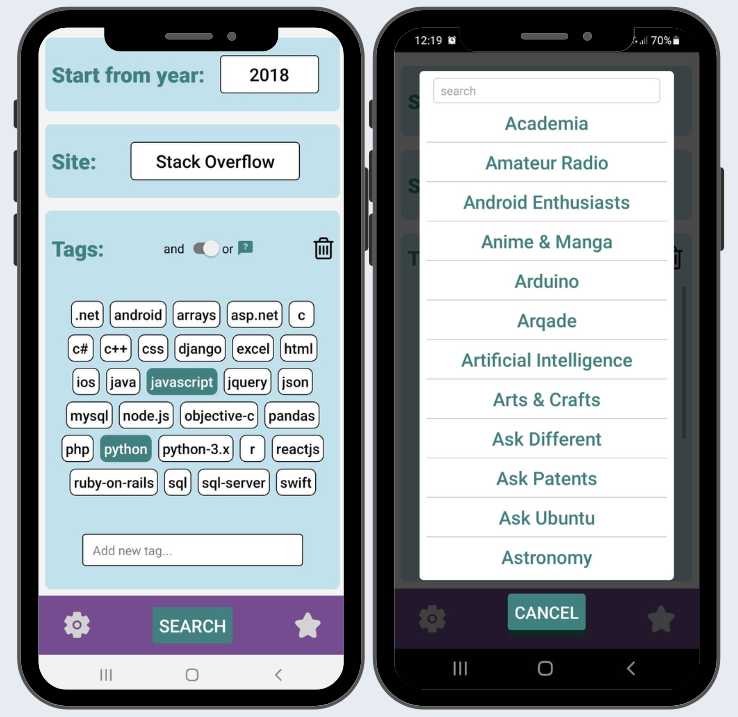 Start from year: 2018
Site: Stack Overflow
Tags: and or ?
.net android arrays asp.net c
c# c++ css django excel html
ios java javascript jquery json
mysql node.js objective-c pandas
php python python-3.x r reactjs
ruby-on-rails sql sql-server swift
Add new tag...
SEARCH
12:19 70%
S
S
T
search
Academia
Amateur Radio
Android Enthusiasts
Anime & Manga
Arduino
Arqade
Artificial Intelligence
Arts & Crafts
Ask Different
Ask Patents
Ask Ubuntu
Astronomy
CANCEL